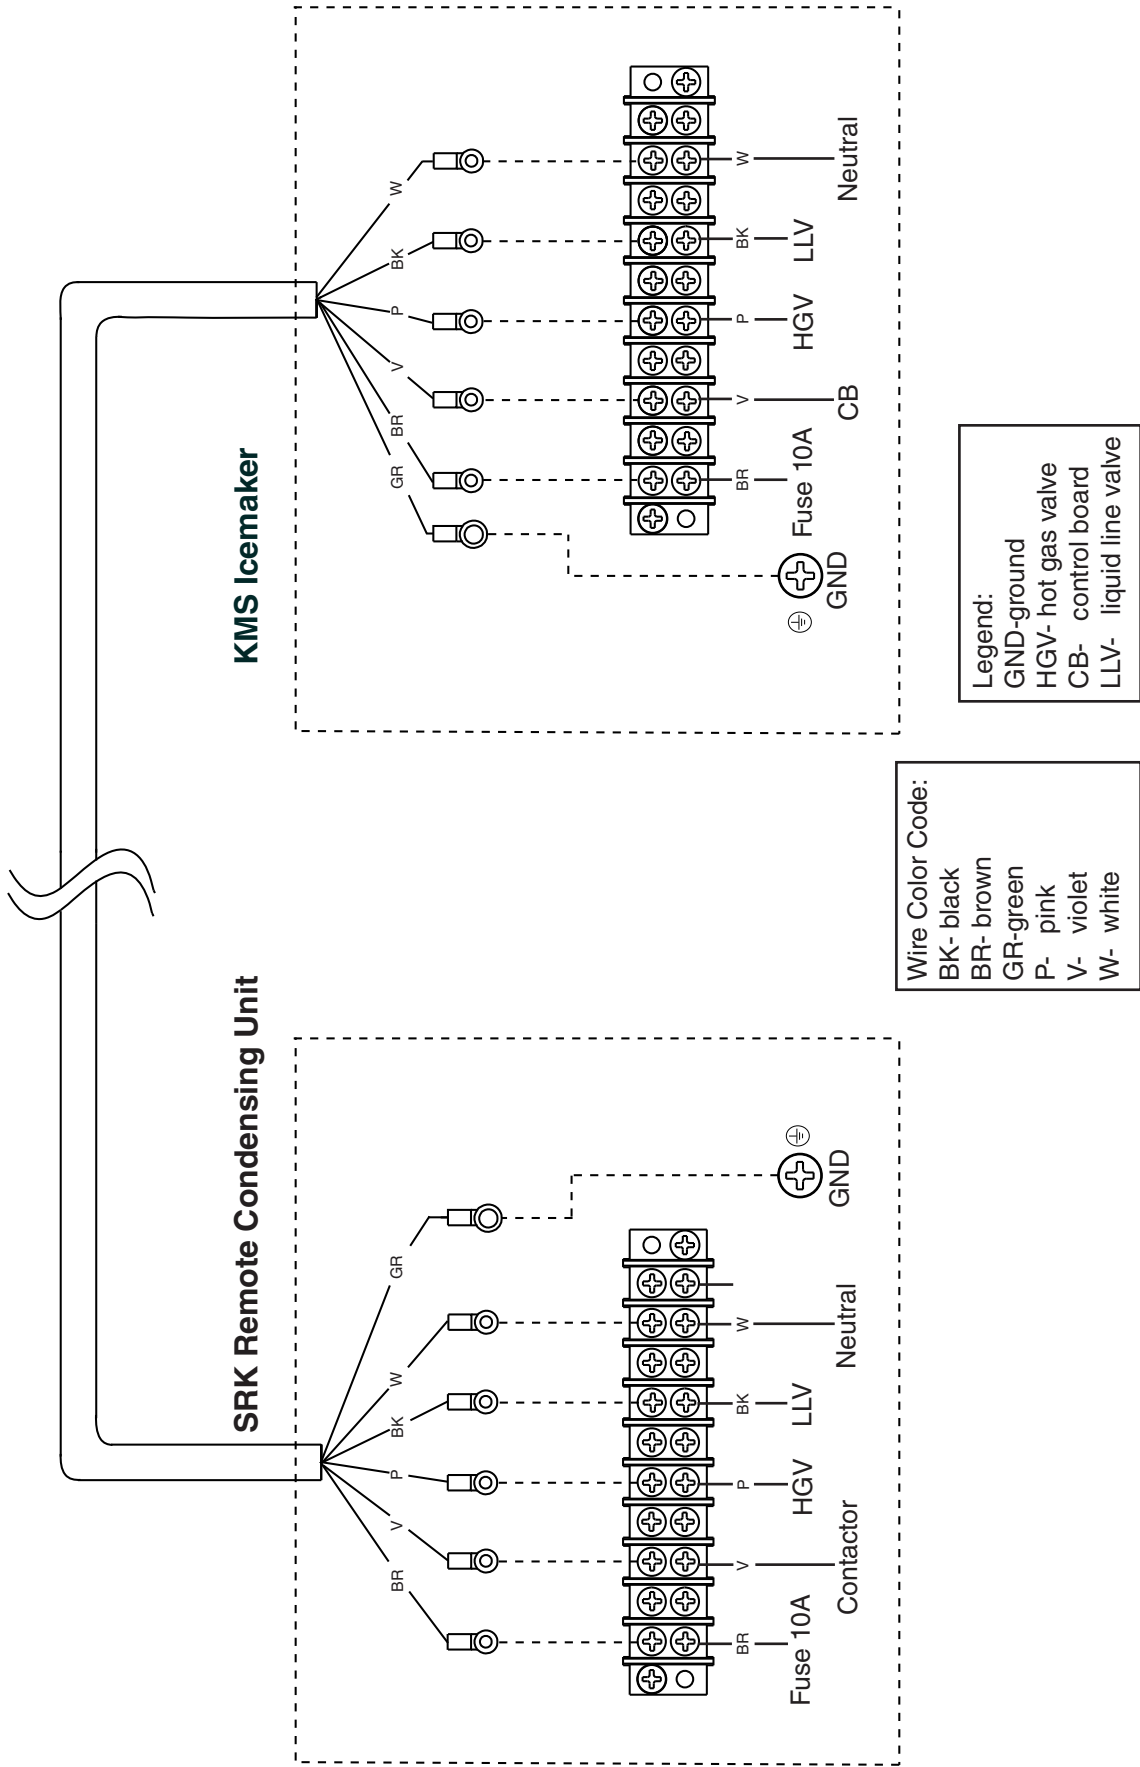 SRK Remote Condensing Unit
BR
V
P
BK
W
GR
BR
V
P
BK
W
Fuse 10A
Contactor
HGV
LLV
Neutral
GND
KMS Icemaker
GR
BR
V
P
BK
W
BR
V
P
BK
W
GND
Fuse 10A
CB
HGV
LLV
Neutral
Wire Color Code:
BK- black
BR- brown
GR-green
P- pink
V- violet
W- white
Legend:
GND-ground
HGV- hot gas valve
CB- control board
LLV- liquid line valve